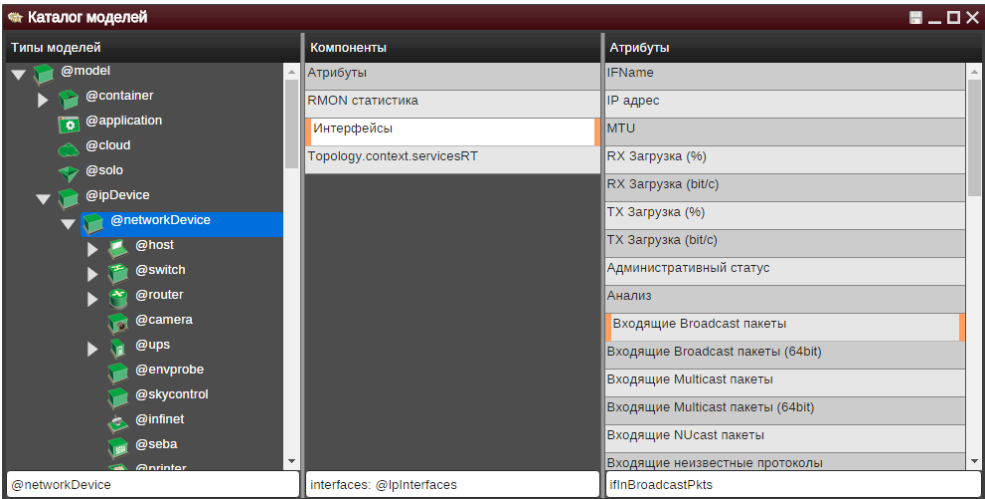 Каталог моделей
Типы моделей
@model
@container
@application
@cloud
@solo
@ipDevice
@networkDevice
@host
@switch
@router
@camera
@ups
@envprobe
@skycontrol
@infinet
@seba
@printer
@networkDevice
Компоненты
Атрибуты
RMON статистика
Интерфейсы
Topology.context.servicesRT
interfaces: @IpInterfaces
Атрибуты
IFName
IP адрес
MTU
RX Загрузка (%)
RX Загрузка (bit/c)
TX Загрузка (%)
TX Загрузка (bit/c)
Административный статус
Анализ
Входящие Broadcast пакеты
Входящие Broadcast пакеты (64bit)
Входящие Multicast пакеты
Входящие Multicast пакеты (64bit)
Входящие NUcast пакеты
Входящие неизвестные протоколы
ifInBroadcastPkts